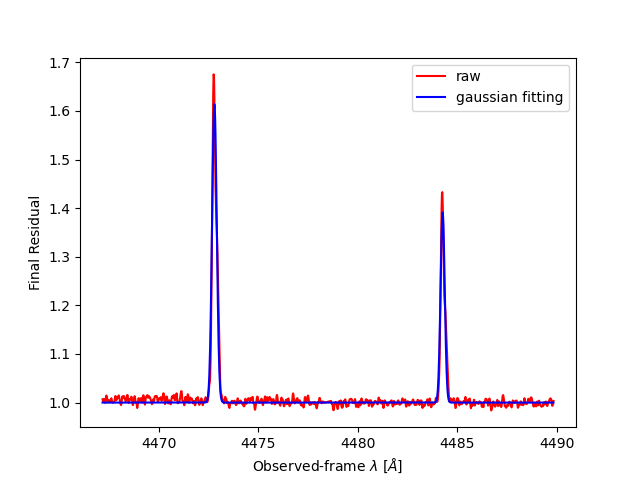 1.7
1.6
1.5
1.4
1.3
1.2
1.1
1.0
Final Residual
raw
gaussian fitting
4470 4475 4480 4485 4490
Observed-frame λ [Å]